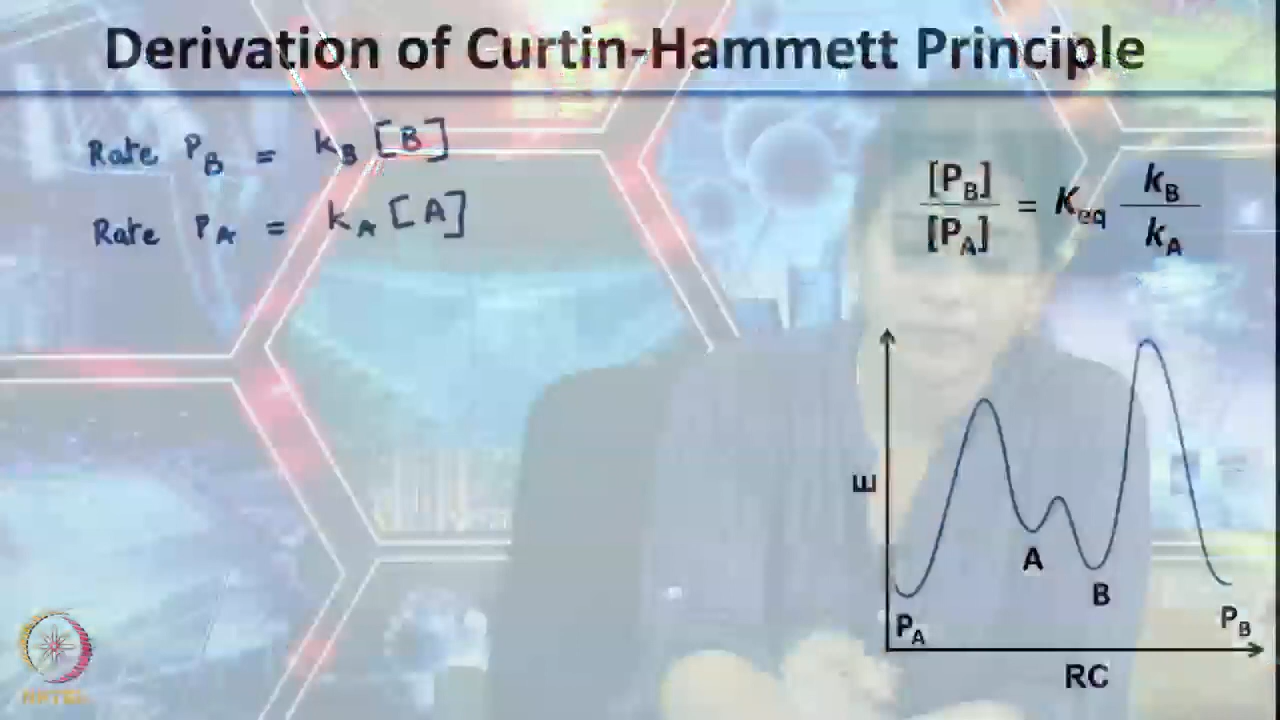 Derivation of Curtin-Hammett Principle
Rate P_B = k_B [B]
Rate P_A = k_A [A]
[P_B] / [P_A] = K_eq k_B / k_A
E
A
B
P_A
P_B
RC
NPTEL